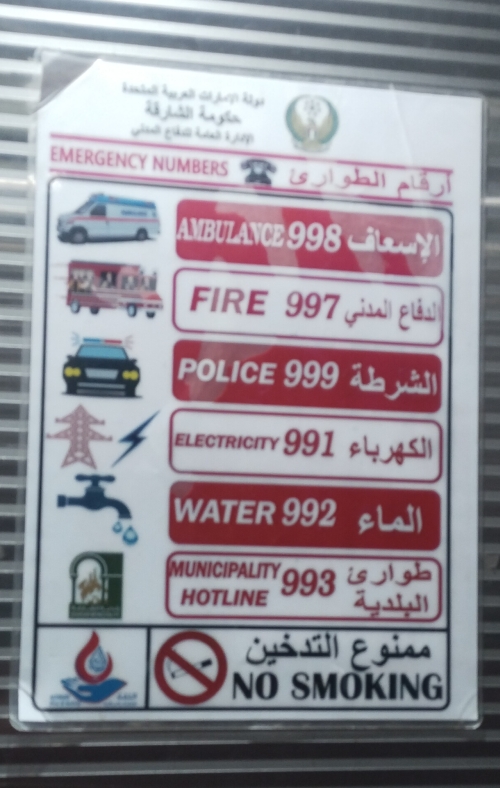 دولة الإمارات العربية المتحدة
حكومة الشارقة
الإدارة العامة للدفاع المدني
EMERGENCY NUMBERS أرقام الطوارئ
AMBULANCE 998 الإسعاف
FIRE 997 الدفاع المدني
POLICE 999 الشرطة
ELECTRICITY 991 الكهرباء
WATER 992 الماء
MUNICIPALITY HOTLINE 993 طوارئ البلدية
ممنوع التدخين
NO SMOKING